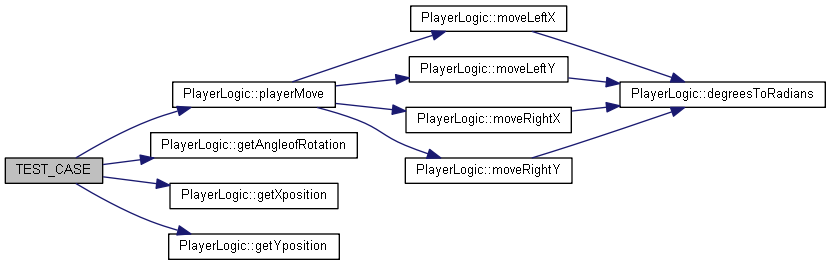 TEST_CASE
PlayerLogic::playerMove
PlayerLogic::getAngleofRotation
PlayerLogic::getXposition
PlayerLogic::getYposition
PlayerLogic::moveLeftX
PlayerLogic::moveLeftY
PlayerLogic::moveRightX
PlayerLogic::moveRightY
PlayerLogic::degreesToRadians